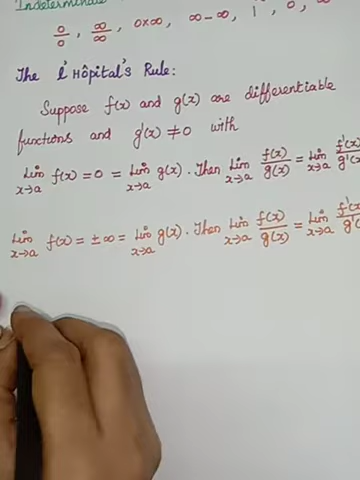 Indeterminate
0/0 , ∞/∞ , 0×∞ , ∞-∞ , 1 , 0 ,
The l'Hôpital's Rule:
Suppose f(x) and g(x) are differentiable
functions and g'(x) ≠ 0 with
lim x→a f(x) = 0 = lim x→a g(x). Then lim x→a f(x)/g(x) = lim x→a f'(x)/g'(x)
lim x→a f(x) = ±∞ = lim x→a g(x). Then lim x→a f(x)/g(x) = lim x→a f'(x)/g'(